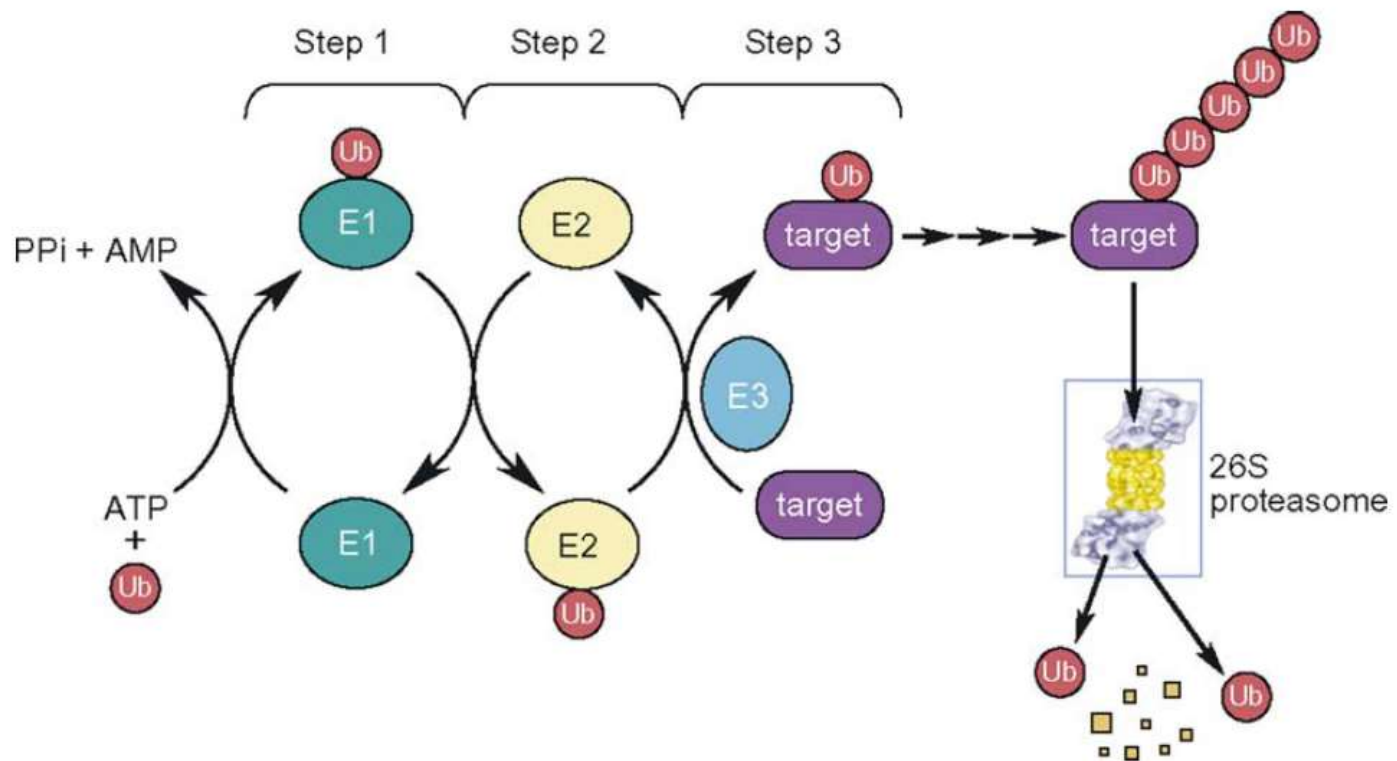 Step 1
Step 2
Step 3
Ub
Ub
Ub
Ub
Ub
Ub
Ub
E1
E2
target
target
PPi + AMP
E3
ATP
+
Ub
E1
E2
Ub
target
26S
proteasome
Ub
Ub